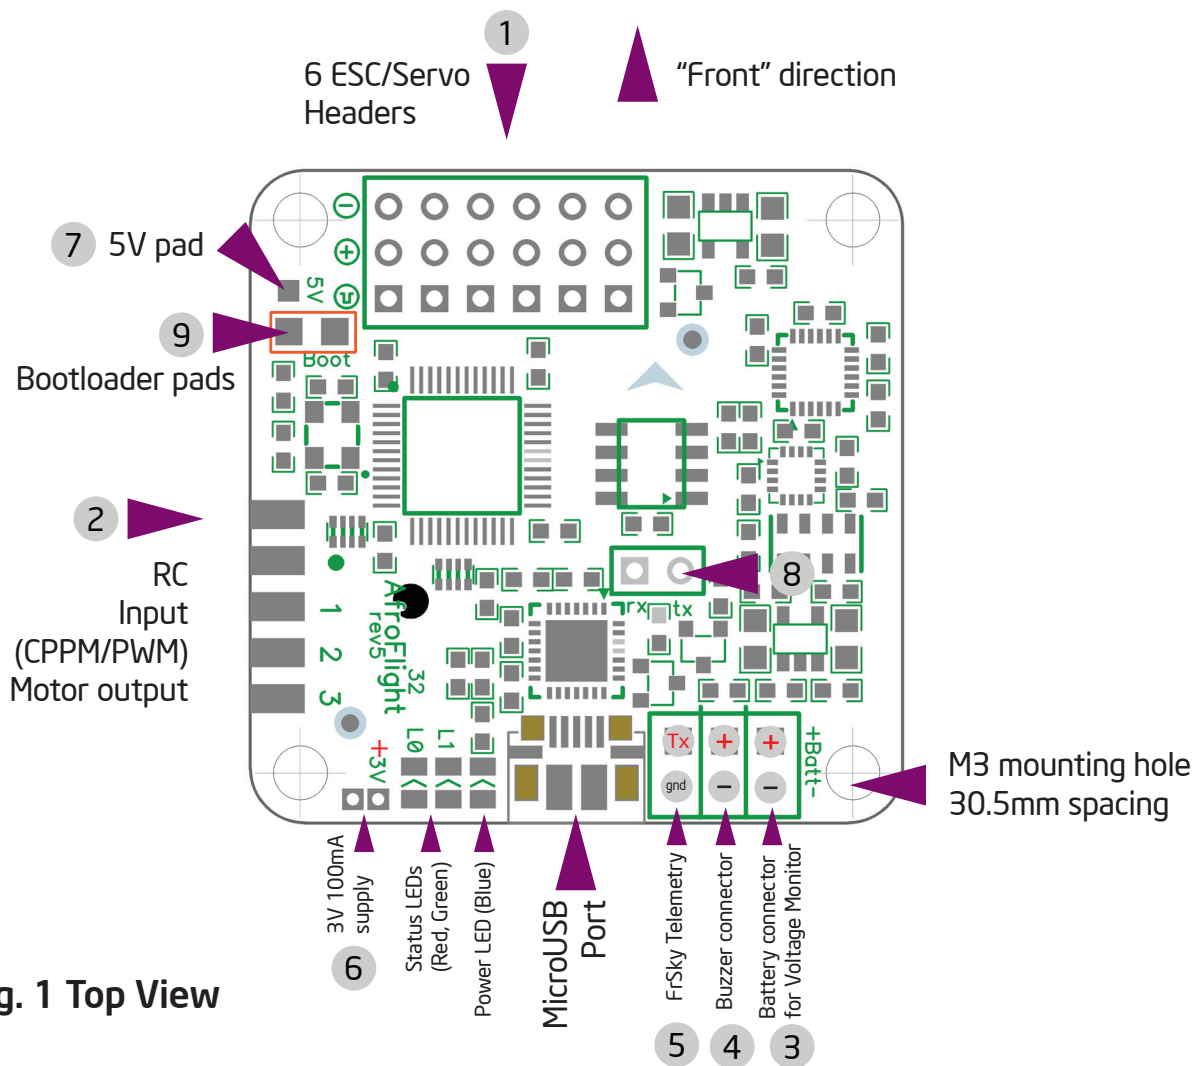 1
6 ESC/Servo
Headers
“Front” direction
7 5V pad
5V
9
Bootloader pads
Boot
2
RC
Input
(CPPM/PWM)
Motor output
1
2
3
AfroFlight
32
rev5
rx tx
8
+3V
L0
L1
Tx
gnd
+
−
+
−
+Batt-
M3 mounting hole
30.5mm spacing
3V 100mA
supply
6
Status LEDs
(Red, Green)
Power LED (Blue)
MicroUSB
Port
FrSky Telemetry
5
Buzzer connector
4
Battery connector
for Voltage Monitor
3
g. 1 Top View